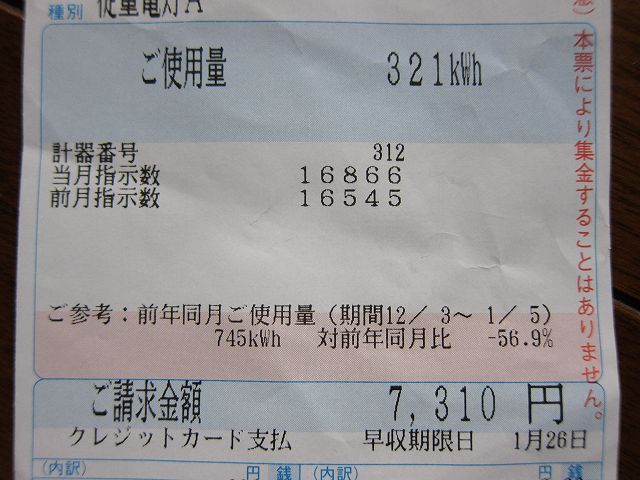 種別 従量電灯A
ご使用量 321kWh
計器番号 312
当月指示数 16866
前月指示数 16545
ご参考：前年同月ご使用量（期間12／ 3～ 1／ 5）
745kWh 対前年同月比 -56.9%
ご請求金額 7,310 円
クレジットカード支払 早収期限日 1月26日
（内訳） 円 銭 （内訳） 円 銭
）本票により集金することはありません。